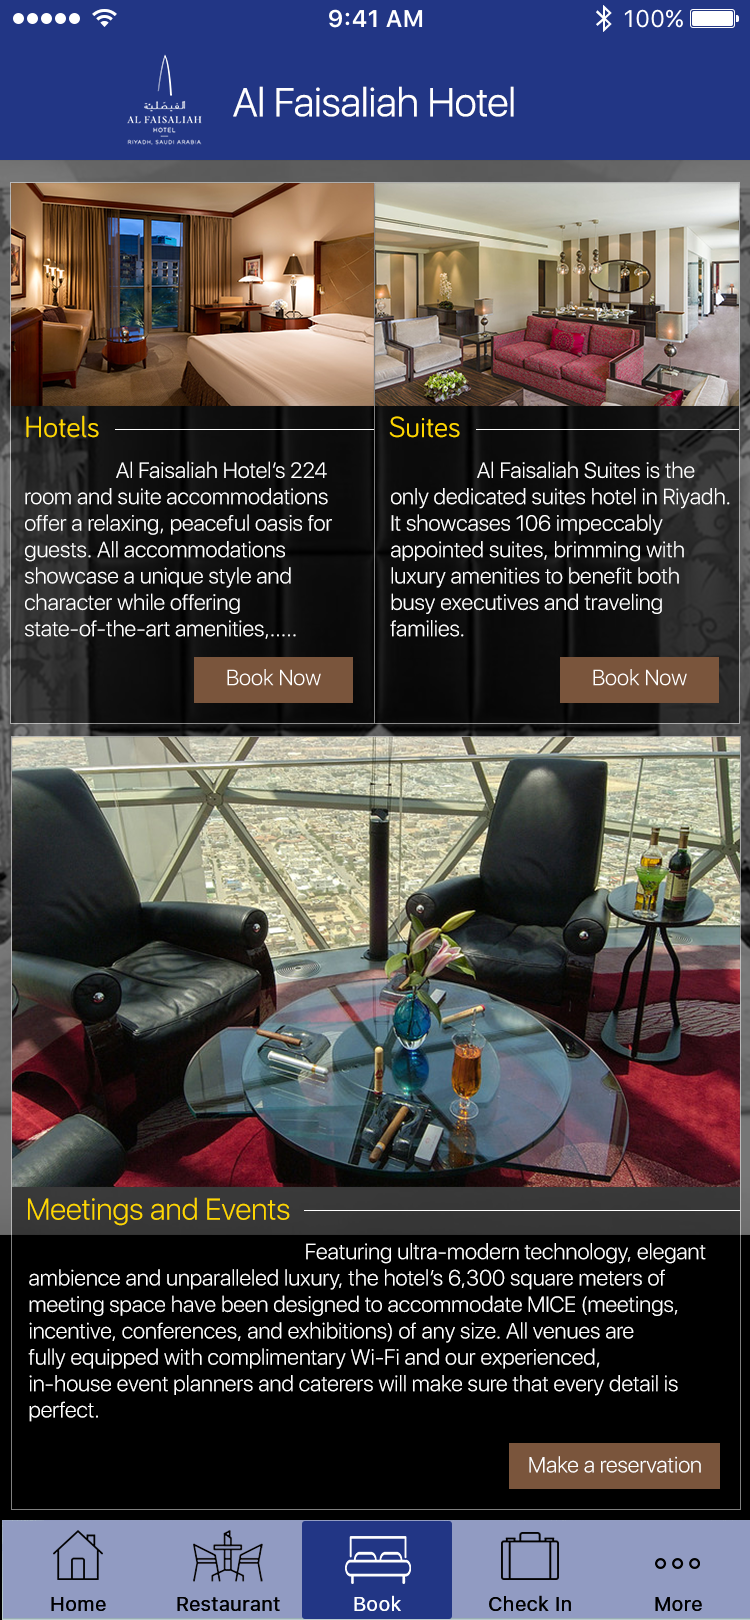 9:41 AM
100%
الفيصلية
AL FAISALIAH
HOTEL
RIYADH, SAUDI ARABIA
Al Faisaliah Hotel
Hotels
Al Faisaliah Hotel's 224
room and suite accommodations
offer a relaxing, peaceful oasis for
guests. All accommodations
showcase a unique style and
character while offering
state-of-the-art amenities,.....
Book Now
Suites
Al Faisaliah Suites is the
only dedicated suites hotel in Riyadh.
It showcases 106 impeccably
appointed suites, brimming with
luxury amenities to benefit both
busy executives and traveling
families.
Book Now
Meetings and Events
Featuring ultra-modern technology, elegant
ambience and unparalleled luxury, the hotel's 6,300 square meters of
meeting space have been designed to accommodate MICE (meetings,
incentive, conferences, and exhibitions) of any size. All venues are
fully equipped with complimentary Wi-Fi and our experienced,
in-house event planners and caterers will make sure that every detail is
perfect.
Make a reservation
Home
Restaurant
Book
Check In
More